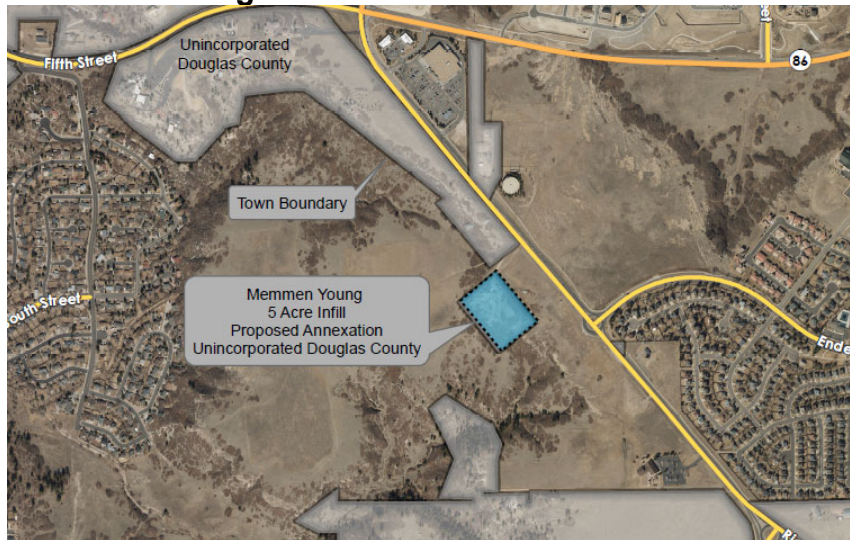 Fifth Street
Unincorporated
Douglas County
86
Town Boundary
Memmen Young
5 Acre Infill
Proposed Annexation
Unincorporated Douglas County
outh Street
Ende
Ri